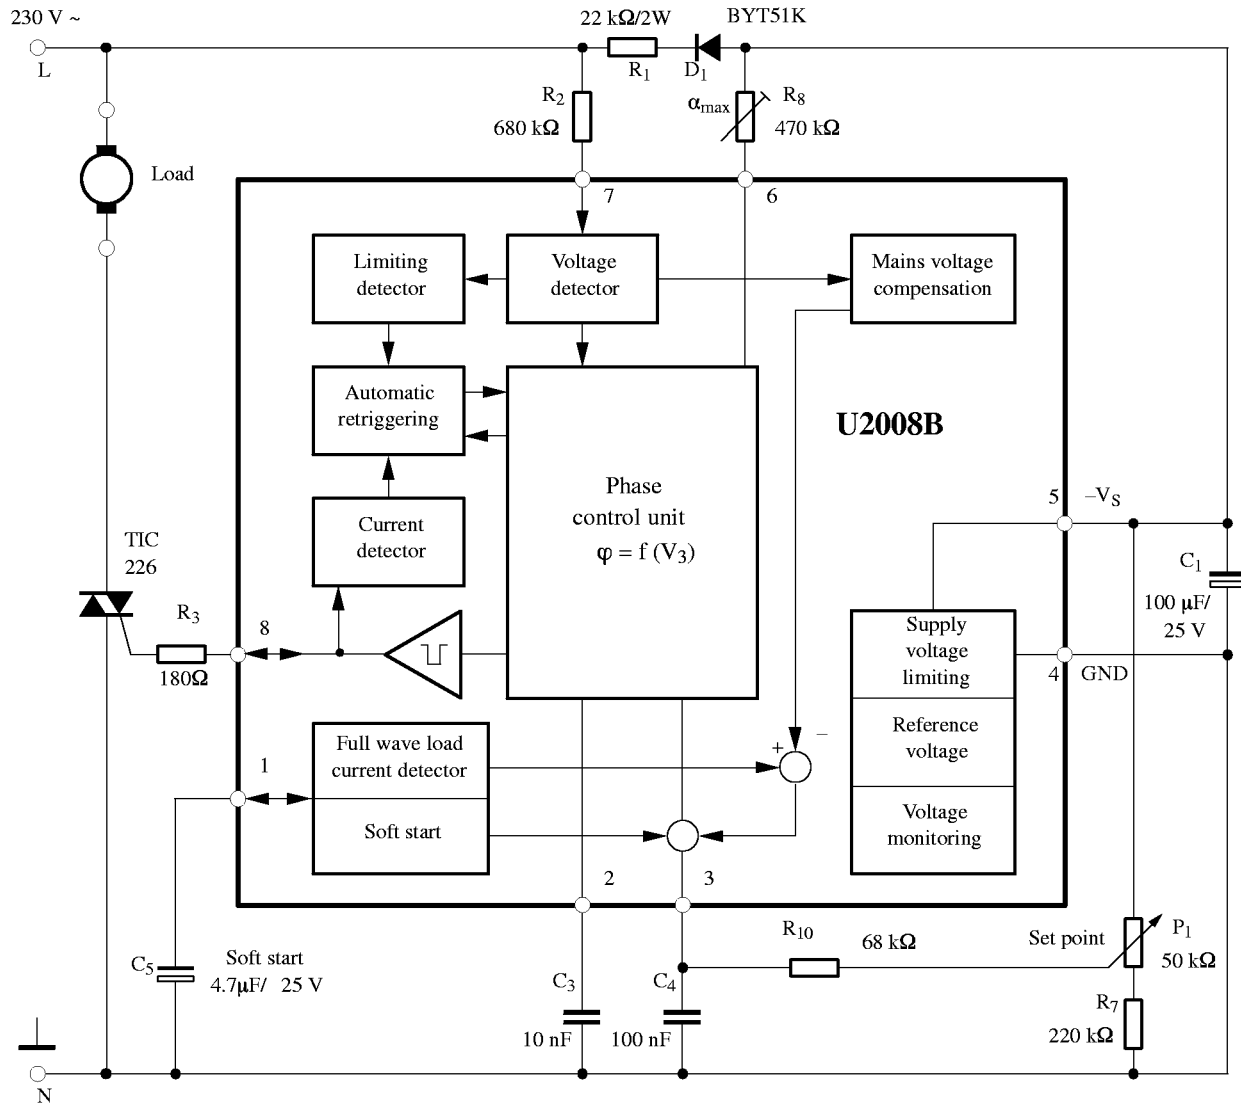 230 V ~
22 kΩ/2W
BYT51K
L
R1
D1
R2
680 kΩ
αmax
R8
470 kΩ
Load
7
6
Limiting
detector
Voltage
detector
Mains voltage
compensation
Automatic
retriggering
U2008B
Phase
control unit
φ = f (V3)
5
–VS
Current
detector
TIC
226
C1
100 μF/
25 V
R3
180Ω
8
Supply
voltage
limiting
4
GND
Reference
voltage
Full wave load
current detector
+
–
1
Soft start
Voltage
monitoring
2
3
R10
68 kΩ
Set point
P1
50 kΩ
C5
Soft start
4.7μF/ 25 V
C3
10 nF
C4
100 nF
R7
220 kΩ
N